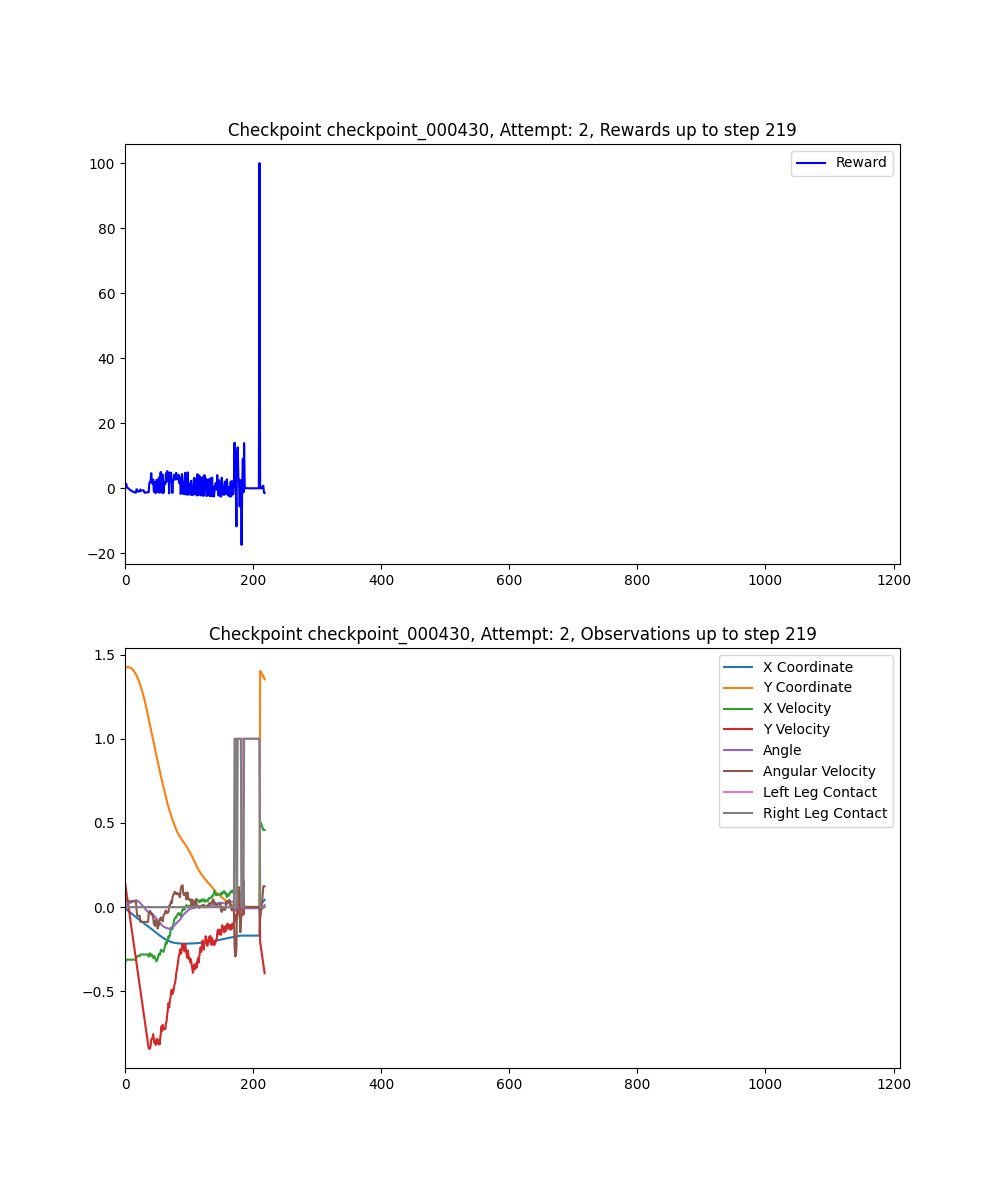 Checkpoint checkpoint_000430, Attempt: 2, Rewards up to step 219
100
80
60
40
20
0
−20
Reward
0 200 400 600 800 1000 1200
Checkpoint checkpoint_000430, Attempt: 2, Observations up to step 219
1.5
1.0
0.5
0.0
−0.5
X Coordinate
Y Coordinate
X Velocity
Y Velocity
Angle
Angular Velocity
Left Leg Contact
Right Leg Contact
0 200 400 600 800 1000 1200